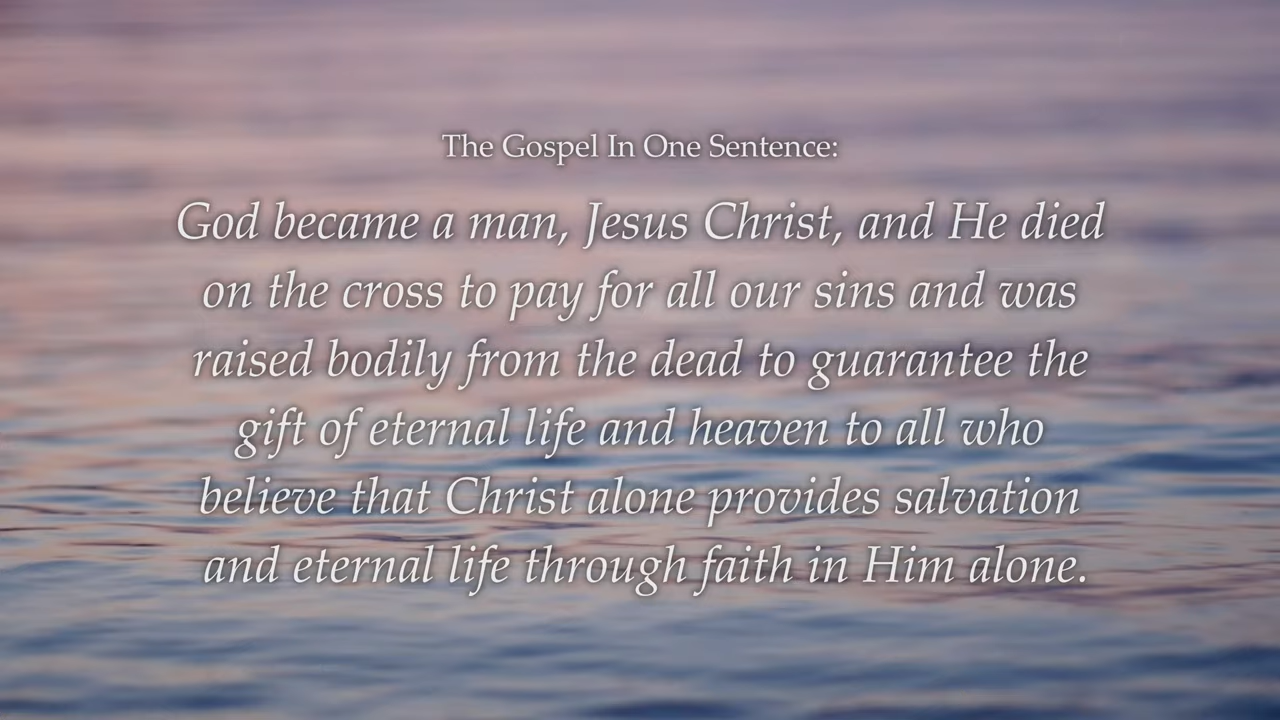 The Gospel In One Sentence:
God became a man, Jesus Christ, and He died
on the cross to pay for all our sins and was
raised bodily from the dead to guarantee the
gift of eternal life and heaven to all who
believe that Christ alone provides salvation
and eternal life through faith in Him alone.